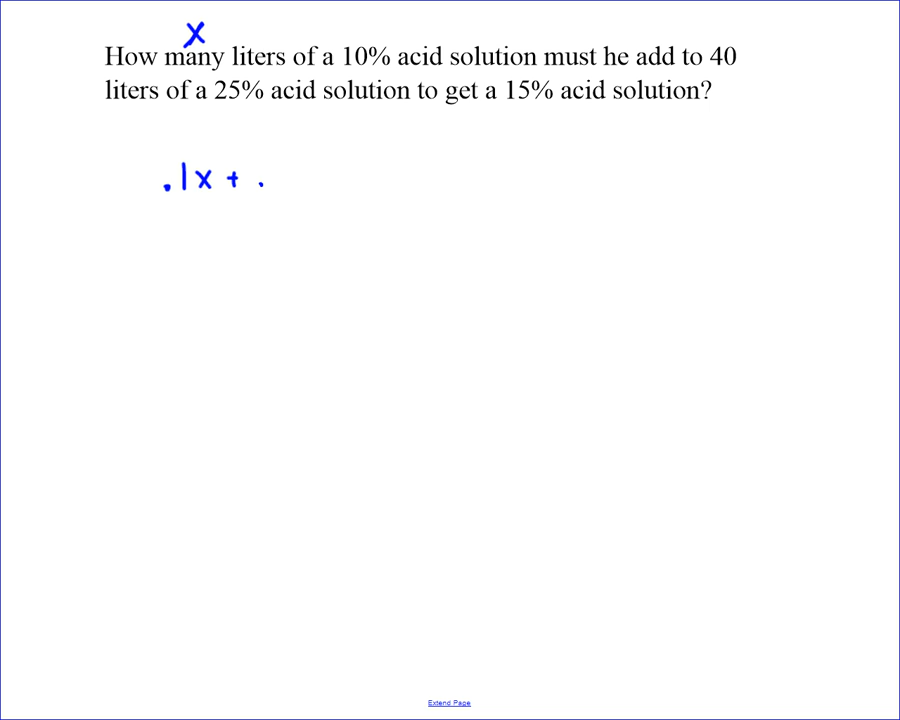 x
How many liters of a 10% acid solution must he add to 40
liters of a 25% acid solution to get a 15% acid solution?
.1x + .
Extend Page